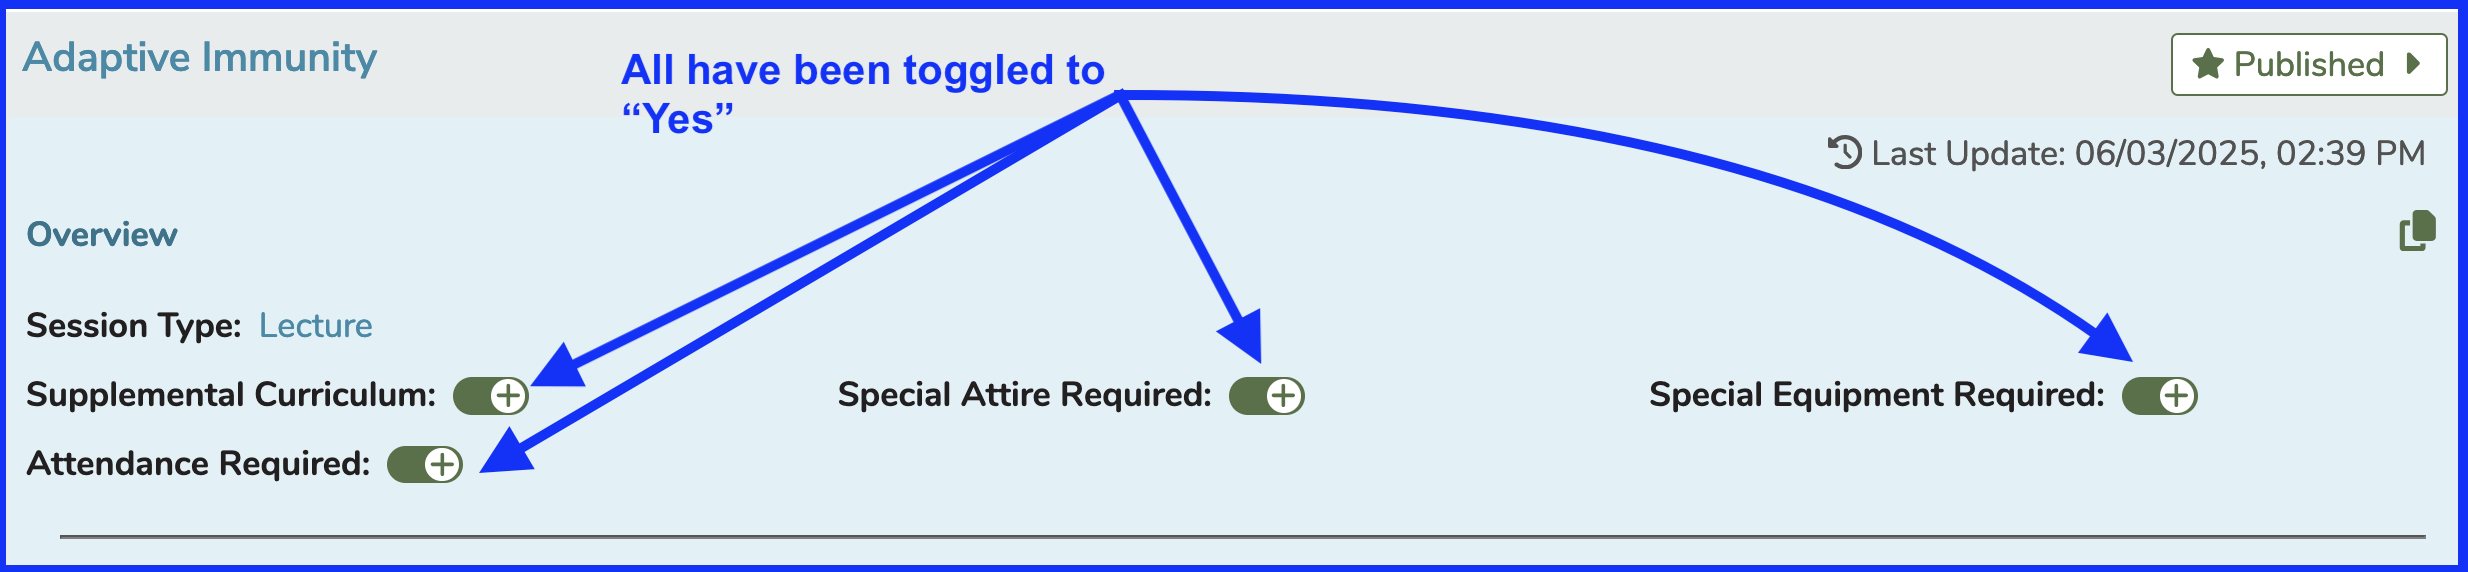 Adaptive Immunity
All have been toggled to
“Yes”
Published
Last Update: 06/03/2025, 02:39 PM
Overview
Session Type: Lecture
Supplemental Curriculum: Special Attire Required: Special Equipment Required:
Attendance Required: